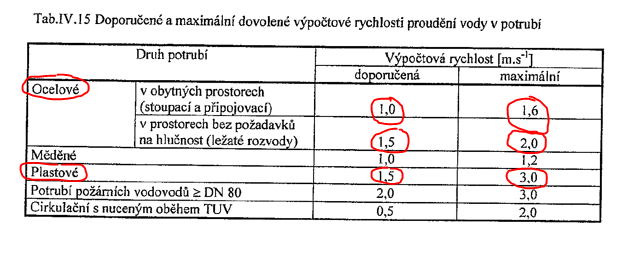 Tab.IV.15 Doporučené a maximální dovolené výpočtové rychlosti proudění vody v potrubí
Druh potrubí Výpočtová rychlost [m.s⁻¹]
doporučená maximální
Ocelové v obytných prostorech
(stoupací a připojovací) 1,0 1,6
v prostorech bez požadavků
na hlučnost (ležaté rozvody) 1,5 2,0
Měděné 1,0 1,2
Plastové 1,5 3,0
Potrubí požárních vodovodů ≥ DN 80 2,0 3,0
Cirkulační s nuceným oběhem TUV 0,5 2,0